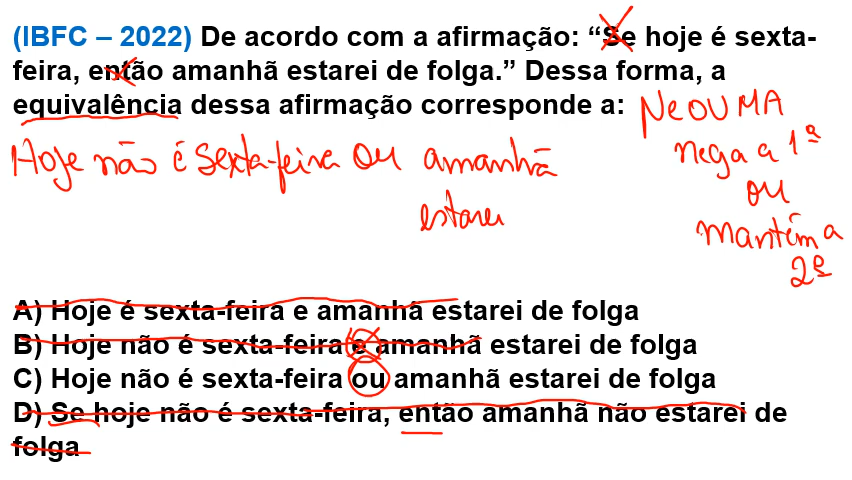 (IBFC – 2022) De acordo com a afirmação: “Se hoje é sexta-
feira, então amanhã estarei de folga.” Dessa forma, a
equivalência dessa afirmação corresponde a:
NeOUMA
nega a 1ª
ou
mantém a
2ª
Hoje não é sexta-feira ou amanhã
estarei
A) Hoje é sexta-feira e amanhã estarei de folga
B) Hoje não é sexta-feira e amanhã estarei de folga
C) Hoje não é sexta-feira ou amanhã estarei de folga
D) Se hoje não é sexta-feira, então amanhã não estarei de
folga